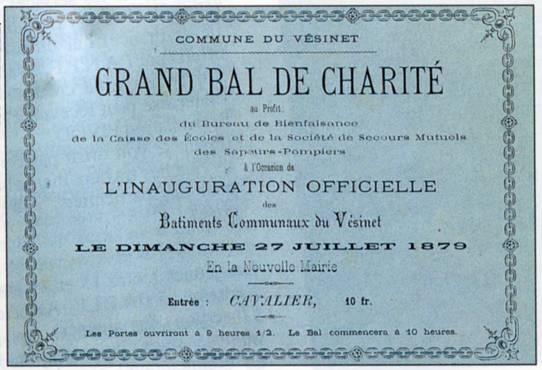 COMMUNE DU VÉSINET
GRAND BAL DE CHARITÉ
au Profit:
du Bureau de Bienfaisance
de la Caisse des Écoles et de la Société de Secours Mutuels
des Sapeurs-Pompiers
à l'Occasion de
L'INAUGURATION OFFICIELLE
des
Batiments Communaux du Vésinet
LE DIMANCHE 27 JUILLET 1879
En la Nouvelle Mairie
Entrée : CAVALIER, 10 fr.
Les Portes ouvriront à 9 heures 1/2. Le Bal commencera à 10 heures.